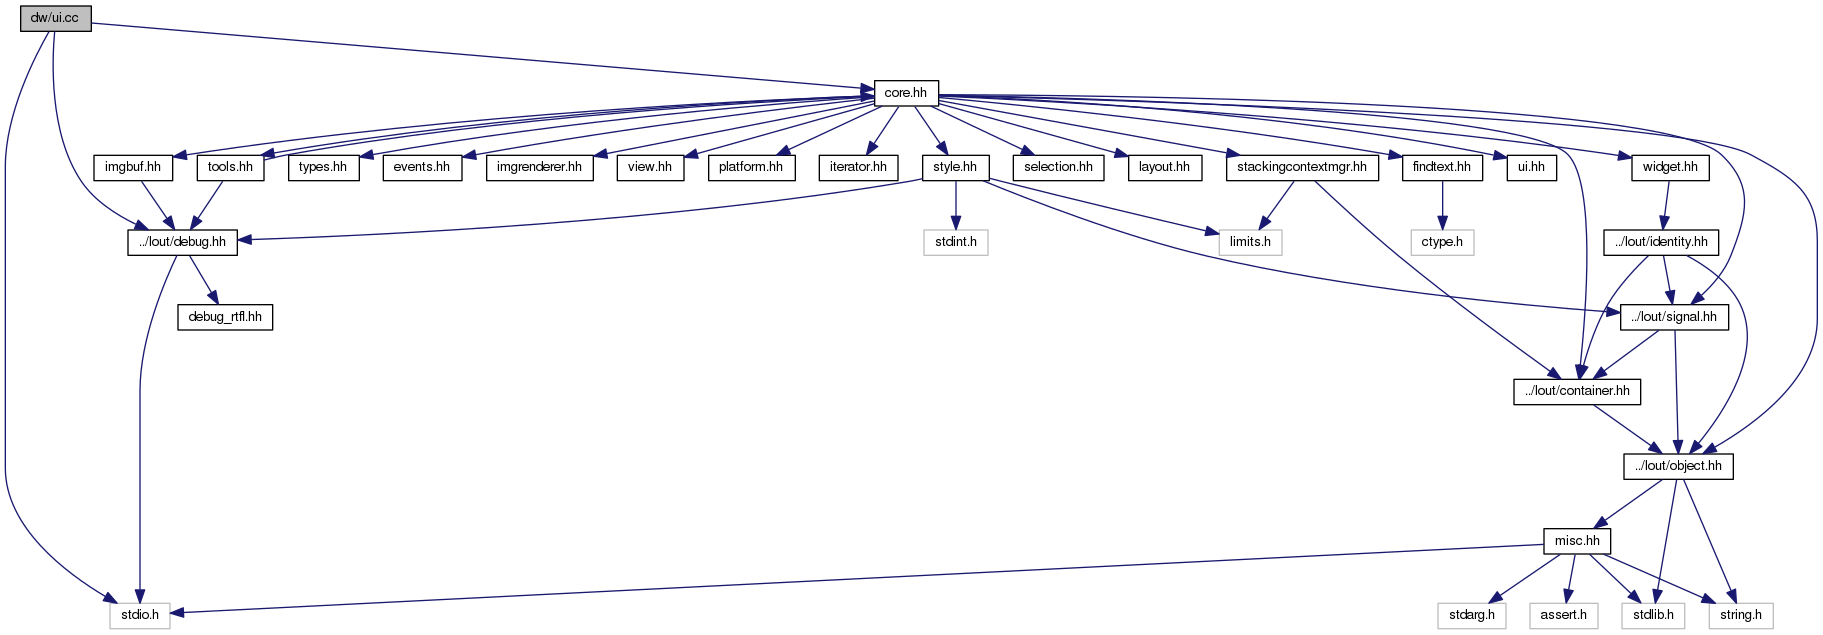 dw/ui.cc
core.hh
imgbuf.hh
tools.hh
types.hh
events.hh
imgrenderer.hh
view.hh
platform.hh
iterator.hh
style.hh
selection.hh
layout.hh
stackingcontextmgr.hh
findtext.hh
ui.hh
widget.hh
../lout/debug.hh
stdint.h
limits.h
ctype.h
../lout/identity.hh
debug_rtfl.hh
../lout/signal.hh
../lout/container.hh
../lout/object.hh
misc.hh
stdio.h
stdarg.h
assert.h
stdlib.h
string.h